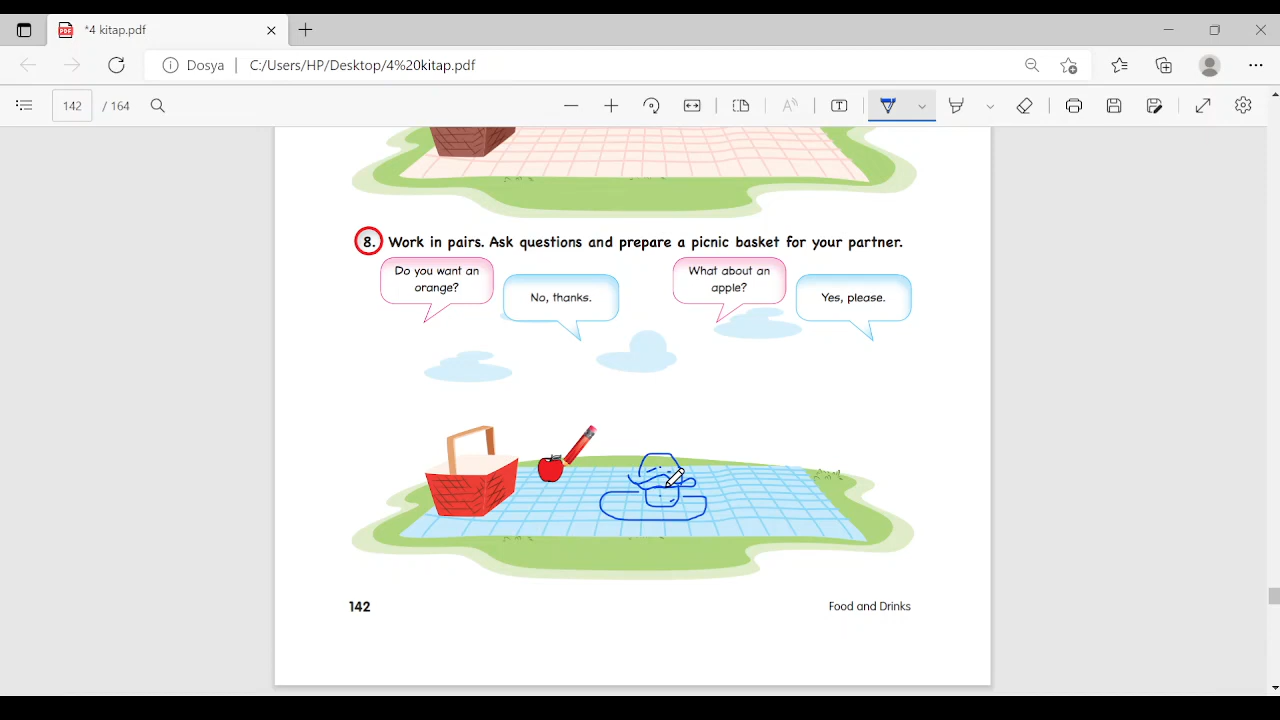 *4 kitap.pdf
Dosya | C:/Users/HP/Desktop/4%20kitap.pdf
142 / 164
8. Work in pairs. Ask questions and prepare a picnic basket for your partner.
Do you want an
orange?
No, thanks.
What about an
apple?
Yes, please.
142
Food and Drinks